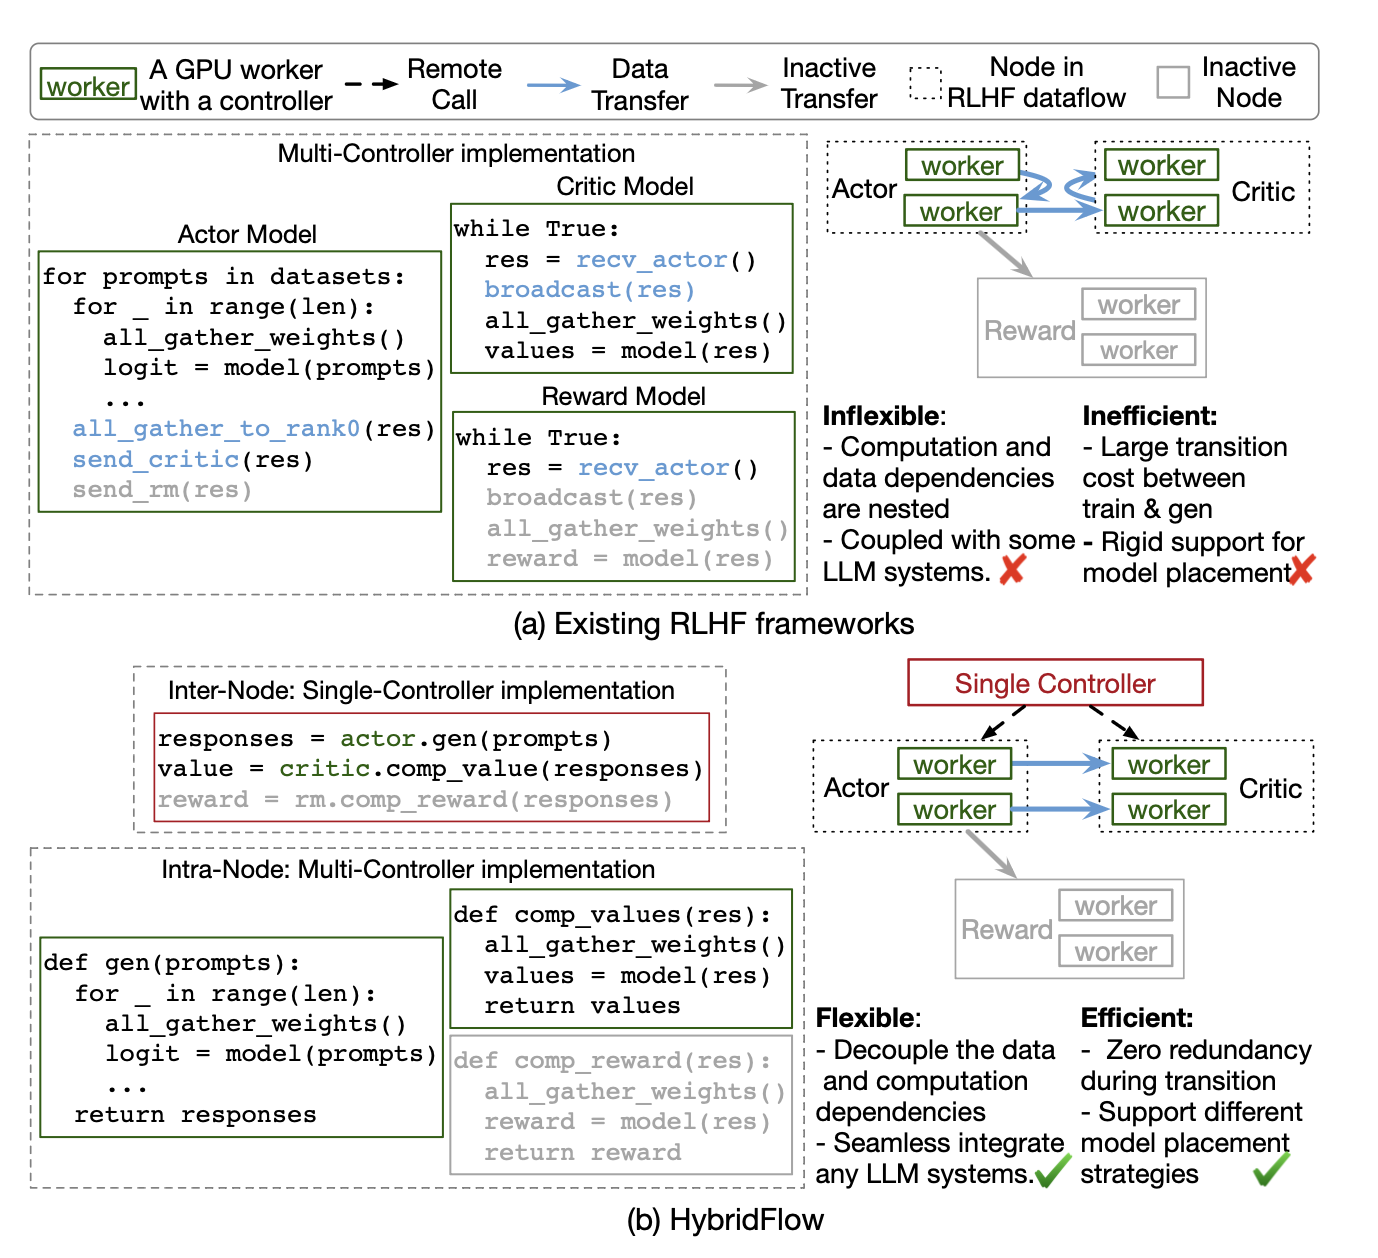 worker
A GPU worker
with a controller
Remote
Call
Data
Transfer
Inactive
Transfer
Node in
RLHF dataflow
Inactive
Node
Multi-Controller implementation
Actor Model
for prompts in datasets:
for _ in range(len):
all_gather_weights()
logit = model(prompts)
...
all_gather_to_rank0(res)
send_critic(res)
send_rm(res)
Critic Model
while True:
res = recv_actor()
broadcast(res)
all_gather_weights()
values = model(res)
Reward Model
while True:
res = recv_actor()
broadcast(res)
all_gather_weights()
reward = model(res)
Actor
worker
worker
worker
worker
Critic
Reward
worker
worker
Inflexible:
- Computation and
data dependencies
are nested
- Coupled with some
LLM systems.
Inefficient:
- Large transition
cost between
train & gen
- Rigid support for
model placement
(a) Existing RLHF frameworks
Inter-Node: Single-Controller implementation
responses = actor.gen(prompts)
value = critic.comp_value(responses)
reward = rm.comp_reward(responses)
Intra-Node: Multi-Controller implementation
def gen(prompts):
for _ in range(len):
all_gather_weights()
logit = model(prompts)
...
return responses
def comp_values(res):
all_gather_weights()
values = model(res)
return values
def comp_reward(res):
all_gather_weights()
reward = model(res)
return reward
Single Controller
Actor
worker
worker
worker
worker
Critic
Reward
worker
worker
Flexible:
- Decouple the data
and computation
dependencies
- Seamless integrate
any LLM systems.
Efficient:
- Zero redundancy
during transition
- Support different
model placement
strategies
(b) HybridFlow